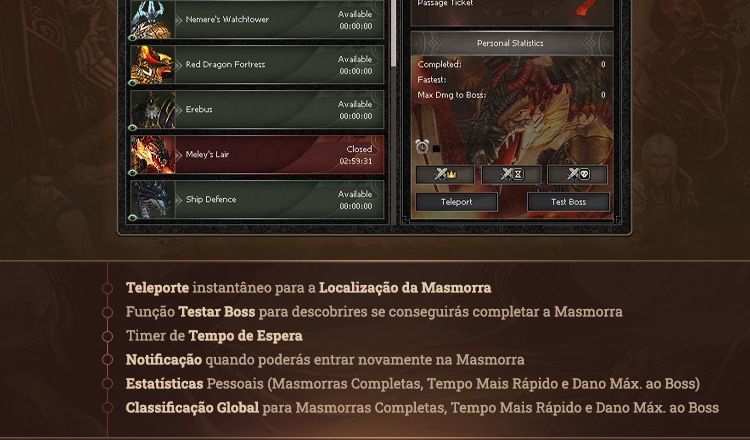 Passage Ticket
Nemere's Watchtower
Available
00:00:00
Red Dragon Fortress
Available
00:00:00
Erebus
Available
00:00:00
Meley's Lair
Closed
02:59:31
Ship Defence
Available
00:00:00
Personal Statistics
Completed: 0
Fastest:
Max Dmg to Boss: 0
Teleport
Test Boss
Teleporte instantâneo para a Localização da Masmorra
Função Testar Boss para descobrires se conseguirás completar a Masmorra
Timer de Tempo de Espera
Notificação quando poderás entrar novamente na Masmorra
Estatísticas Pessoais (Masmorras Completas, Tempo Mais Rápido e Dano Máx. ao Boss)
Classificação Global para Masmorras Completas, Tempo Mais Rápido e Dano Máx. ao Boss